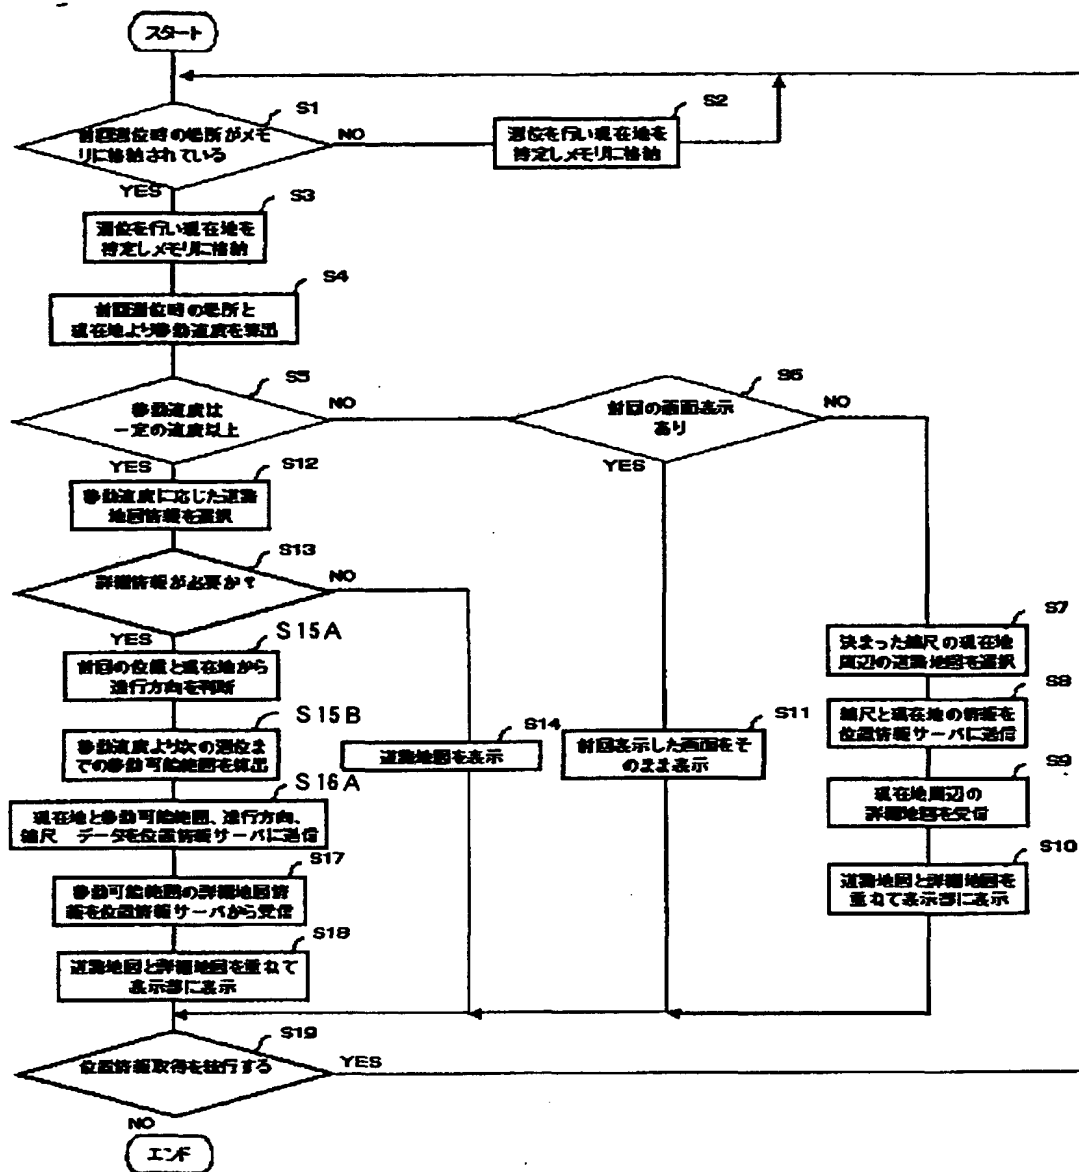 スタート
S1
前回測位時の場所がメモ
リに格納されている
NO
YES
S2
測位を行い現在地を
特定しメモリに格納
S3
測位を行い現在地を
特定しメモリに格納
S4
前回測位時の場所と
現在地より移動速度を算出
S5
移動速度は
一定の速度以上
NO
YES
S6
前回の画面表示
あり
NO
YES
S12
移動速度に応じた道路
地図情報を選択
S13
詳細情報が必要か?
NO
YES
S7
決まった縮尺の現在地
周辺の道路地図を選択
S15A
前回の位置と現在地から
進行方向を判断
S8
縮尺と現在地の情報を
位置情報サーバに送信
S15B
移動速度より次の測位ま
での移動可能範囲を算出
S14
道路地図を表示
S11
前回表示した画面をそ
のまま表示
S9
現在地周辺の
詳細地図を受信
S16A
現在地と移動可能範囲、進行方向、
縮尺 データを位置情報サーバに送信
S10
道路地図と詳細地図を
重ねて表示部に表示
S17
移動可能範囲の詳細地図情
報を位置情報サーバから受信
S18
道路地図と詳細地図を重ねて
表示部に表示
S19
位置情報取得を続行する
YES
NO
エンド